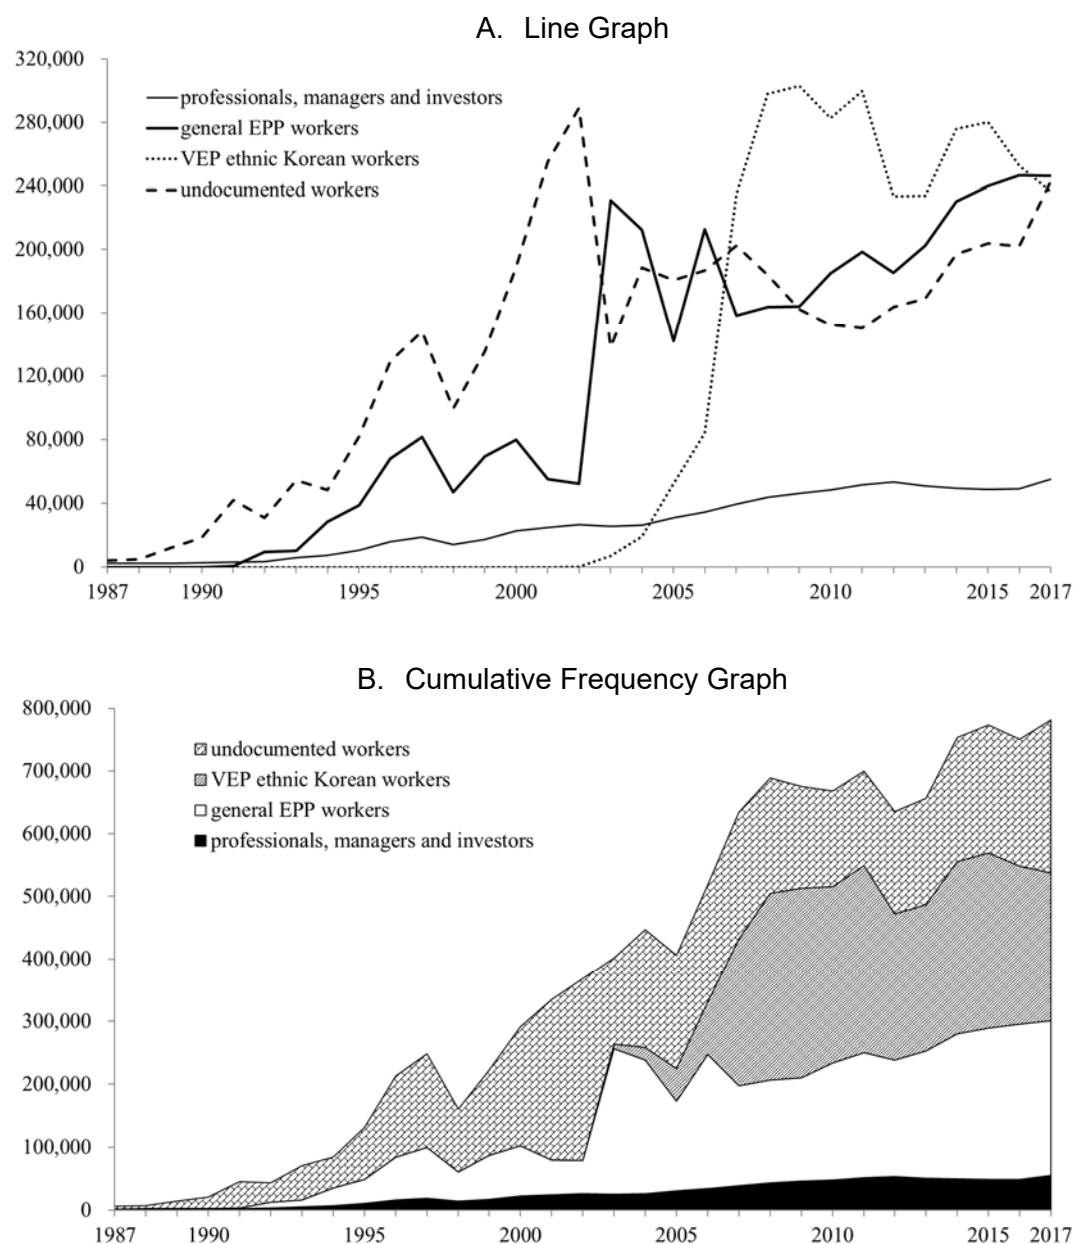 A. Line Graph
320,000
280,000
240,000
200,000
160,000
120,000
80,000
40,000
0
professionals, managers and investors
general EPP workers
VEP ethnic Korean workers
undocumented workers
1987 1990 1995 2000 2005 2010 2015 2017
B. Cumulative Frequency Graph
800,000
700,000
600,000
500,000
400,000
300,000
200,000
100,000
0
undocumented workers
VEP ethnic Korean workers
general EPP workers
professionals, managers and investors
1987 1990 1995 2000 2005 2010 2015 2017